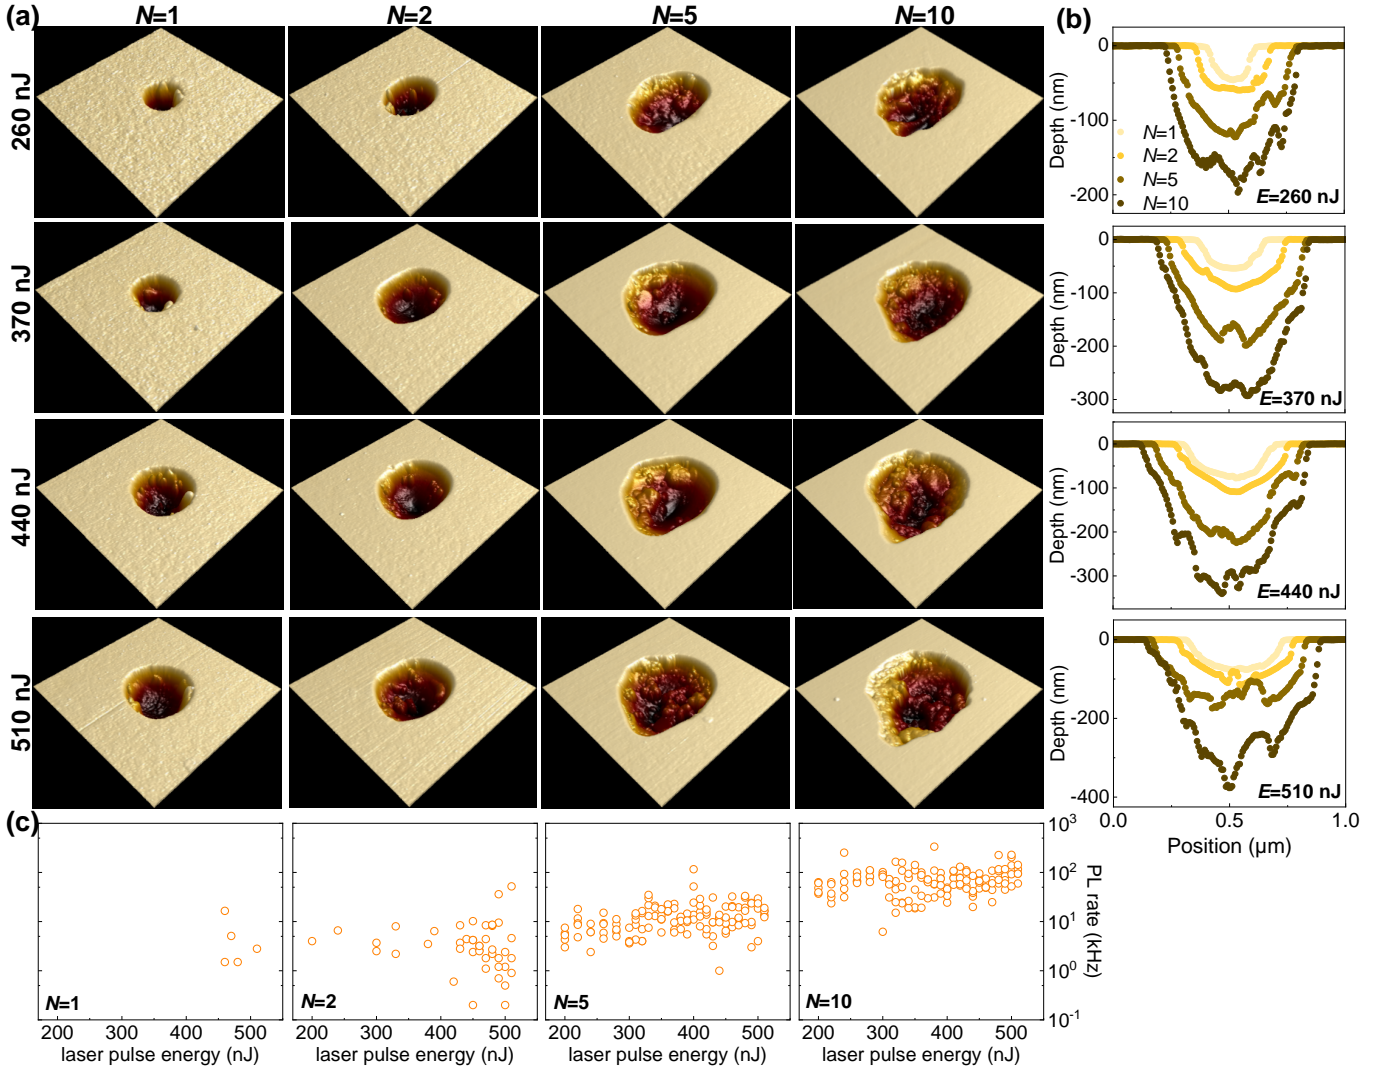 (a)
N=1
N=2
N=5
N=10
(b)
260 nJ
370 nJ
440 nJ
510 nJ
0
-100
-200
Depth (nm)
N=1
N=2
N=5
N=10
E=260 nJ
0
-100
-200
-300
Depth (nm)
E=370 nJ
0
-100
-200
-300
Depth (nm)
E=440 nJ
0
-200
-400
Depth (nm)
E=510 nJ
0.0
0.5
1.0
Position (µm)
(c)
N=1
N=2
N=5
N=10
10³
10²
10¹
10⁰
10⁻¹
PL rate (kHz)
200 300 400 500
200 300 400 500
200 300 400 500
200 300 400 500
laser pulse energy (nJ)
laser pulse energy (nJ)
laser pulse energy (nJ)
laser pulse energy (nJ)